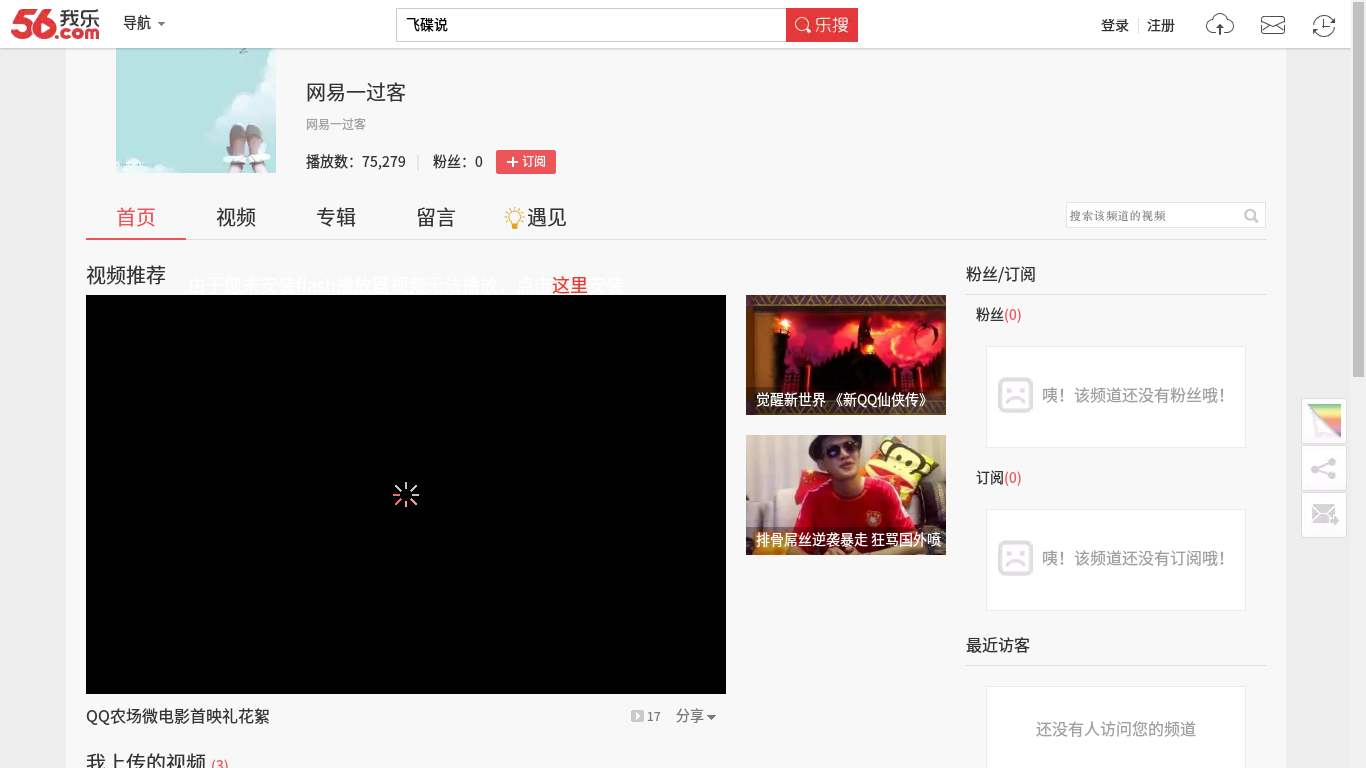 56我乐.com
导航
飞碟说
乐搜
登录
注册
网易一过客
网易一过客
播放数：75,279
粉丝：0
订阅
首页
视频
专辑
留言
遇见
搜索该频道的视频
视频推荐
由于您未安装flash播放器视频无法播放，点击这里安装
觉醒新世界 《新QQ仙侠传》
排骨屌丝逆袭暴走 狂骂国外喷
QQ农场微电影首映礼花絮
17
分享
我上传的视频 (3)
粉丝/订阅
粉丝(0)
咦！该频道还没有粉丝哦！
订阅(0)
咦！该频道还没有订阅哦！
最近访客
还没有人访问您的频道